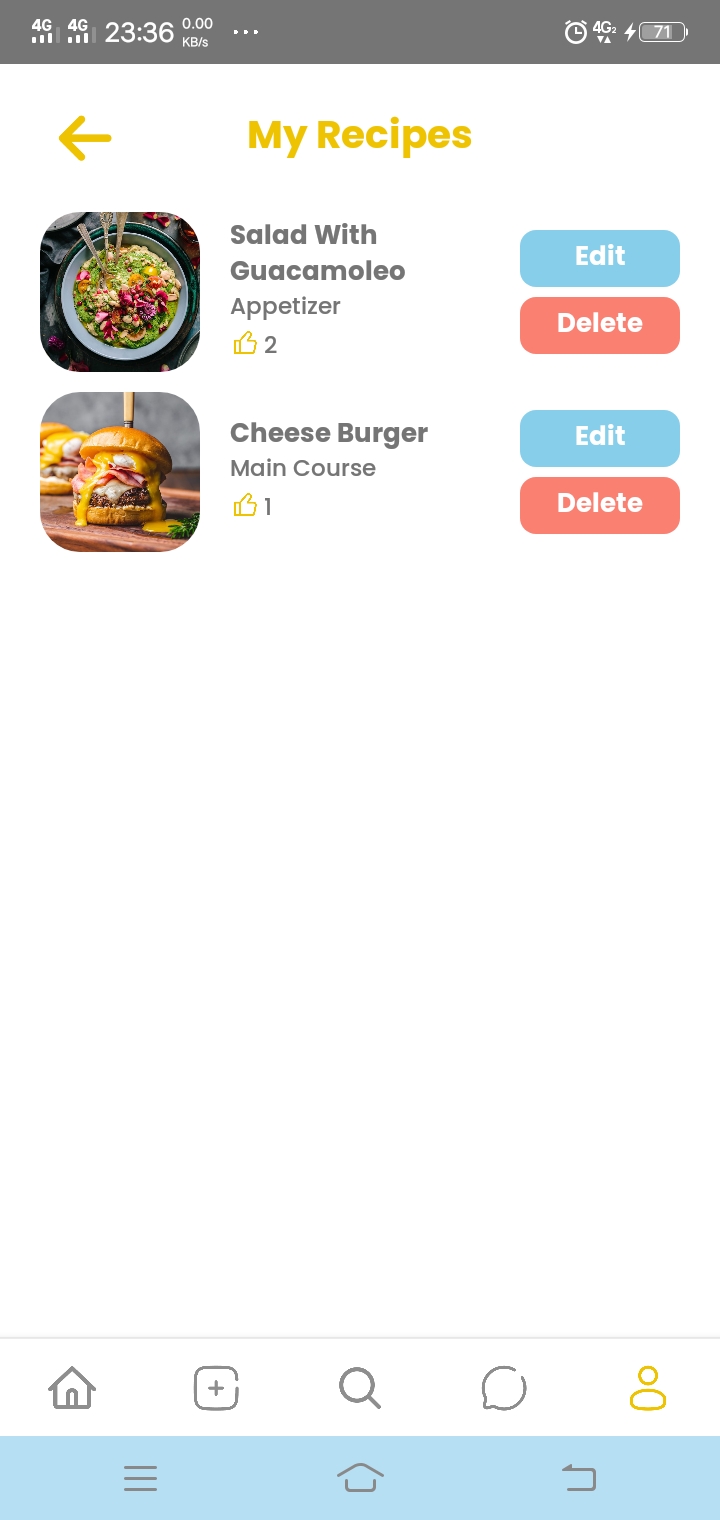 4G 4G 23:36 0.00 KB/s ... 4G2 71
My Recipes
Salad With
Guacamoleo
Appetizer
2
Edit
Delete
Cheese Burger
Main Course
1
Edit
Delete